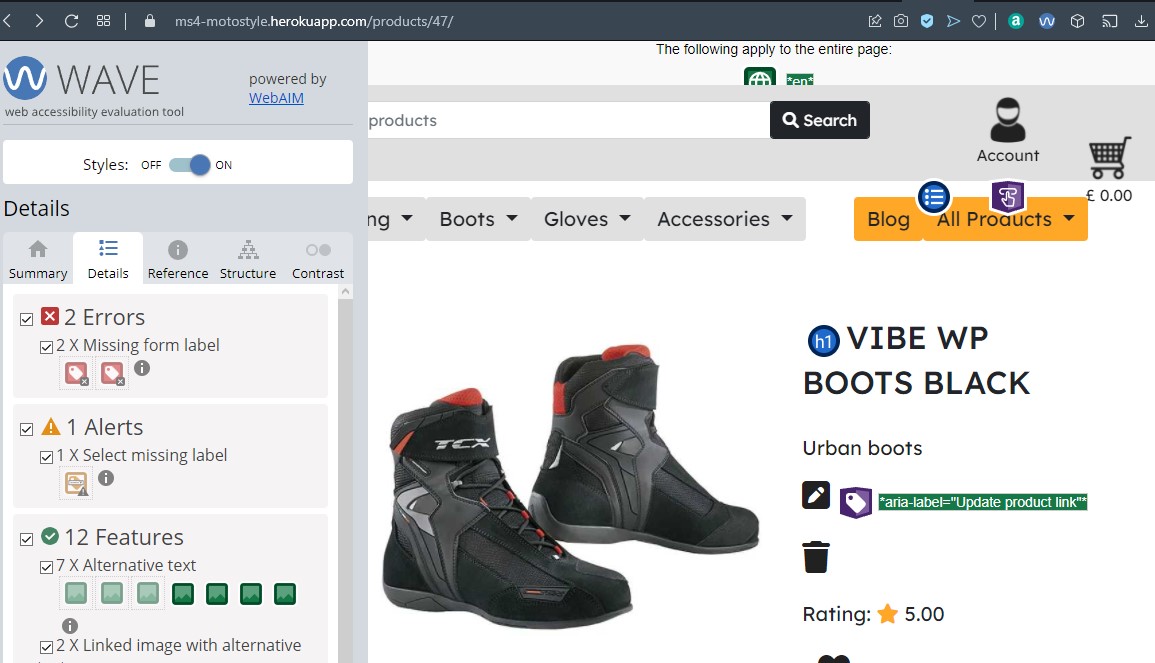 ms4-motostyle.herokuapp.com/products/47/
WAVE
web accessibility evaluation tool
powered by
WebAIM
Styles: OFF ON
Details
Summary Details Reference Structure Contrast
2 Errors
2 X Missing form label
1 Alerts
1 X Select missing label
12 Features
7 X Alternative text
2 X Linked image with alternative
The following apply to the entire page:
*en*
products
Search
Account
£ 0.00
ng Boots Gloves Accessories Blog All Products
TCX
h1 VIBE WP
BOOTS BLACK
Urban boots
*aria-label="Update product link"*
Rating: 5.00